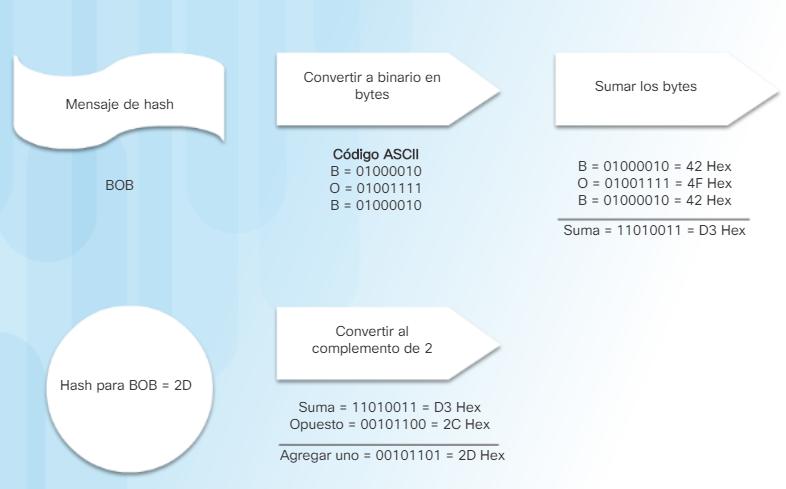 Mensaje de hash
BOB
Convertir a binario en
bytes
Código ASCII
B = 01000010
O = 01001111
B = 01000010
Sumar los bytes
B = 01000010 = 42 Hex
O = 01001111 = 4F Hex
B = 01000010 = 42 Hex
Suma = 11010011 = D3 Hex
Hash para BOB = 2D
Convertir al
complemento de 2
Suma = 11010011 = D3 Hex
Opuesto = 00101100 = 2C Hex
Agregar uno = 00101101 = 2D Hex